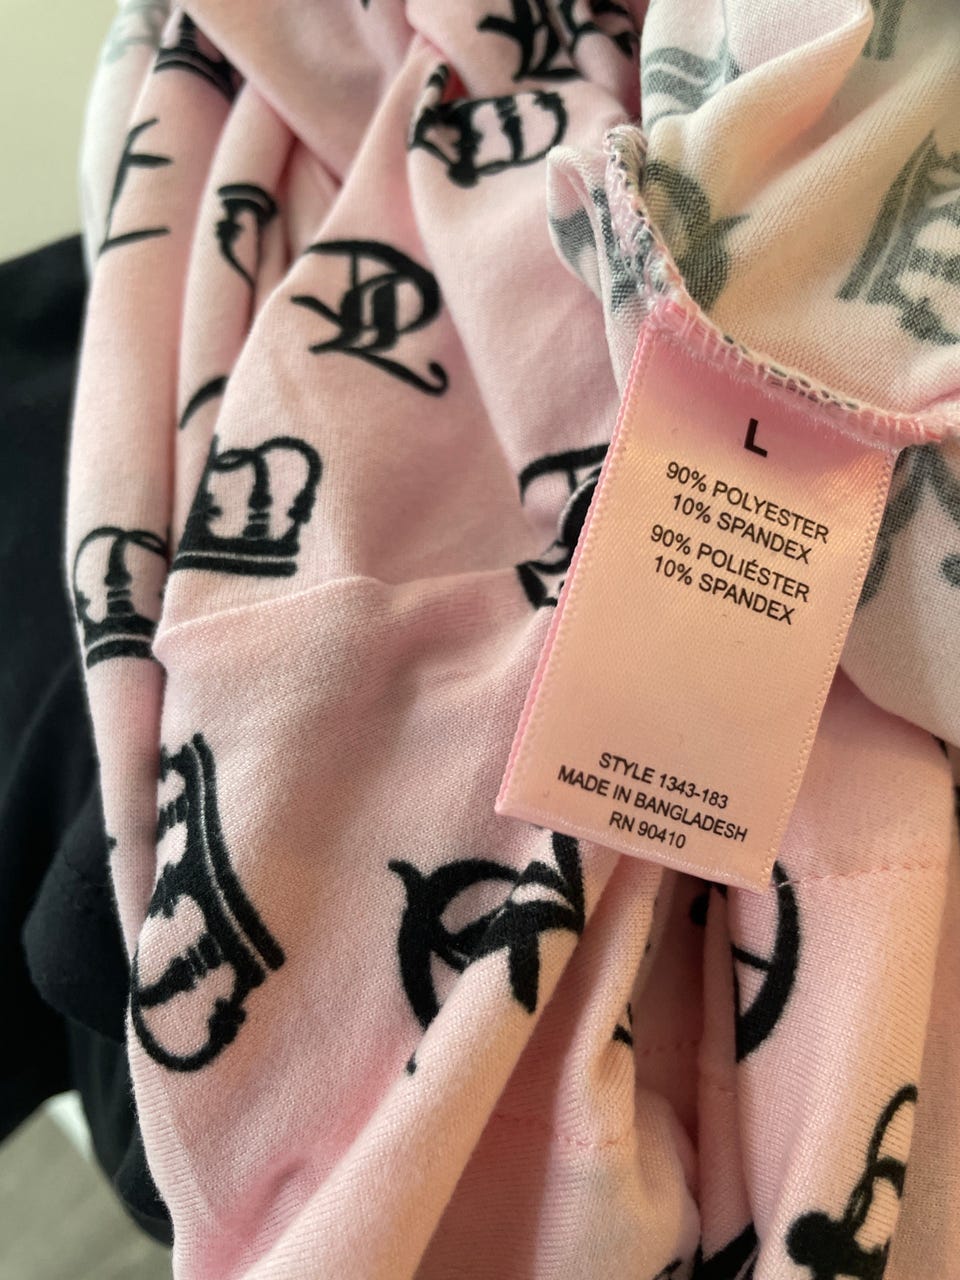 L
90% POLYESTER
10% SPANDEX
90% POLIÉSTER
10% SPANDEX
STYLE 1343-183
MADE IN BANGLADESH
RN 90410